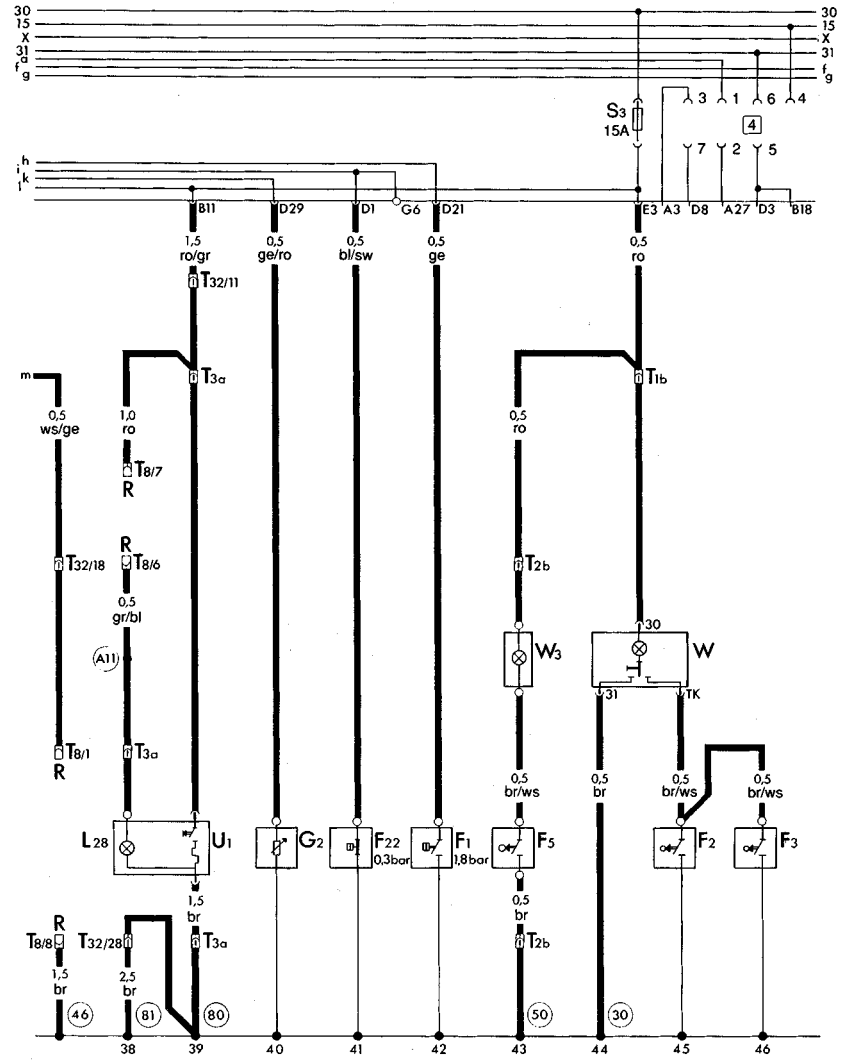 30 30
15 15
X X
31 31
a
f f
g g
S3
15A
3 1 6 4
4
7 2 5
h
i
k
l
B11 D29 D1 G6 D21 E3 A3 D8 A27 D3 B18
1,5 0,5 0,5 0,5 0,5
ro/gr ge/ro bl/sw ge ro
T32/11
m T3a T1b
0,5 1,0 0,5
ws/ge ro ro
T8/7
R
R
T32/18 T8/6 T2b
0,5
gr/bl
30
A11 W3 W
31 TK
T8/1 T3a
R
0,5 0,5 0,5 0,5
br/ws br br/ws br/ws
L28 U1 G2 F22 F1 F5 F2 F3
0,3bar 1,8bar
1,5 0,5
br br
R
T8/8 T32/28 T3a T2b
1,5 2,5
br br
46 81 80 50 30
38 39 40 41 42 43 44 45 46